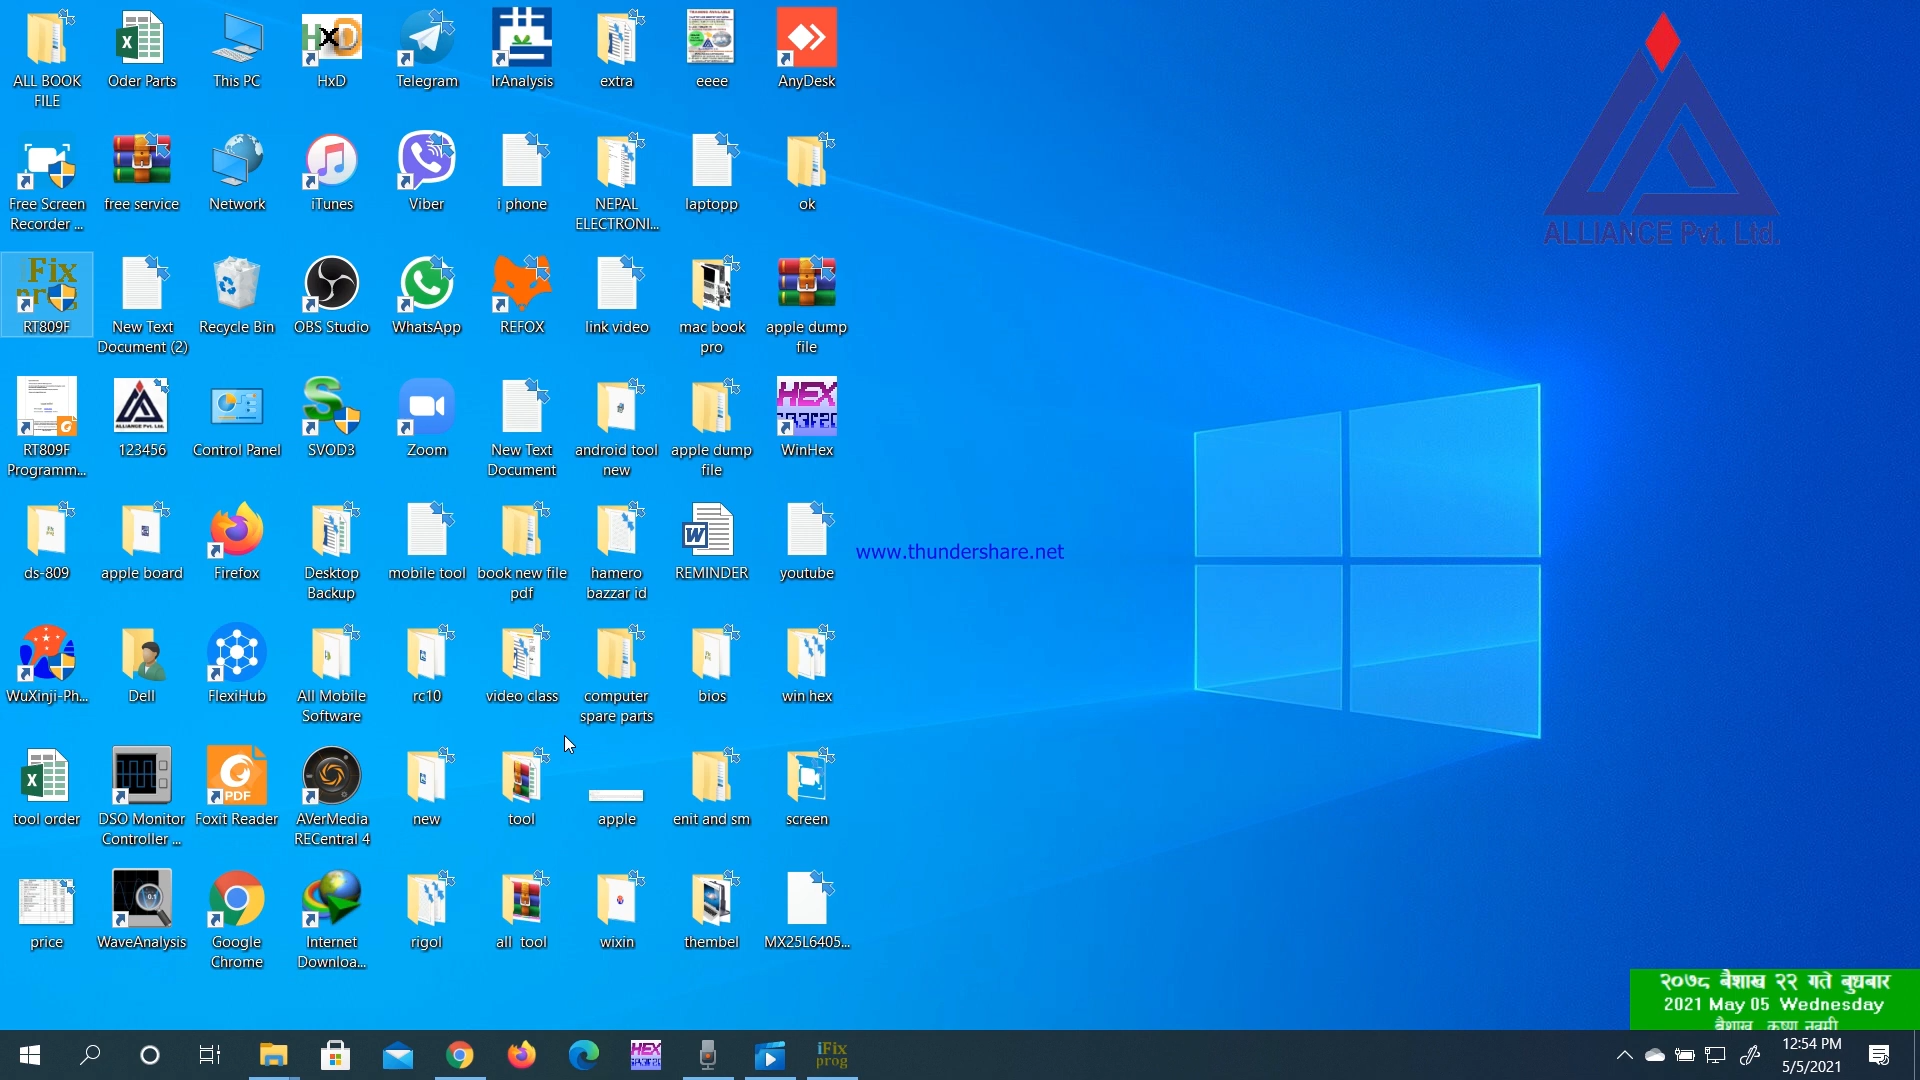 ALL BOOK
FILE
Oder Parts
This PC
HxD
Telegram
IrAnalysis
extra
eeee
AnyDesk
Free Screen
Recorder ...
free service
Network
iTunes
Viber
i phone
NEPAL
ELECTRONI...
laptopp
ok
RT809F
New Text
Document (2)
Recycle Bin
OBS Studio
WhatsApp
REFOX
link video
mac book
pro
apple dump
file
RT809F
Programm...
123456
Control Panel
SVOD3
Zoom
New Text
Document
android tool
new
apple dump
file
WinHex
ds-809
apple board
Firefox
Desktop
Backup
mobile tool
book new file
pdf
hamero
bazzar id
REMINDER
youtube
WuXinji-Ph...
Dell
FlexiHub
All Mobile
Software
rc10
video class
computer
spare parts
bios
win hex
tool order
DSO Monitor
Controller ...
Foxit Reader
AVerMedia
RECentral 4
new
tool
apple
enit and sm
screen
price
WaveAnalysis
Google
Chrome
Internet
Downloa...
rigol
all tool
wixin
thembel
MX25L6405...
www.thundershare.net
ALLIANCE Pvt. Ltd.
२०७८ बैशाख २२ गते बुधबार
2021 May 05 Wednesday
बैशाख कृष्ण नवमी
HEX
iFix
prog
12:54 PM
5/5/2021